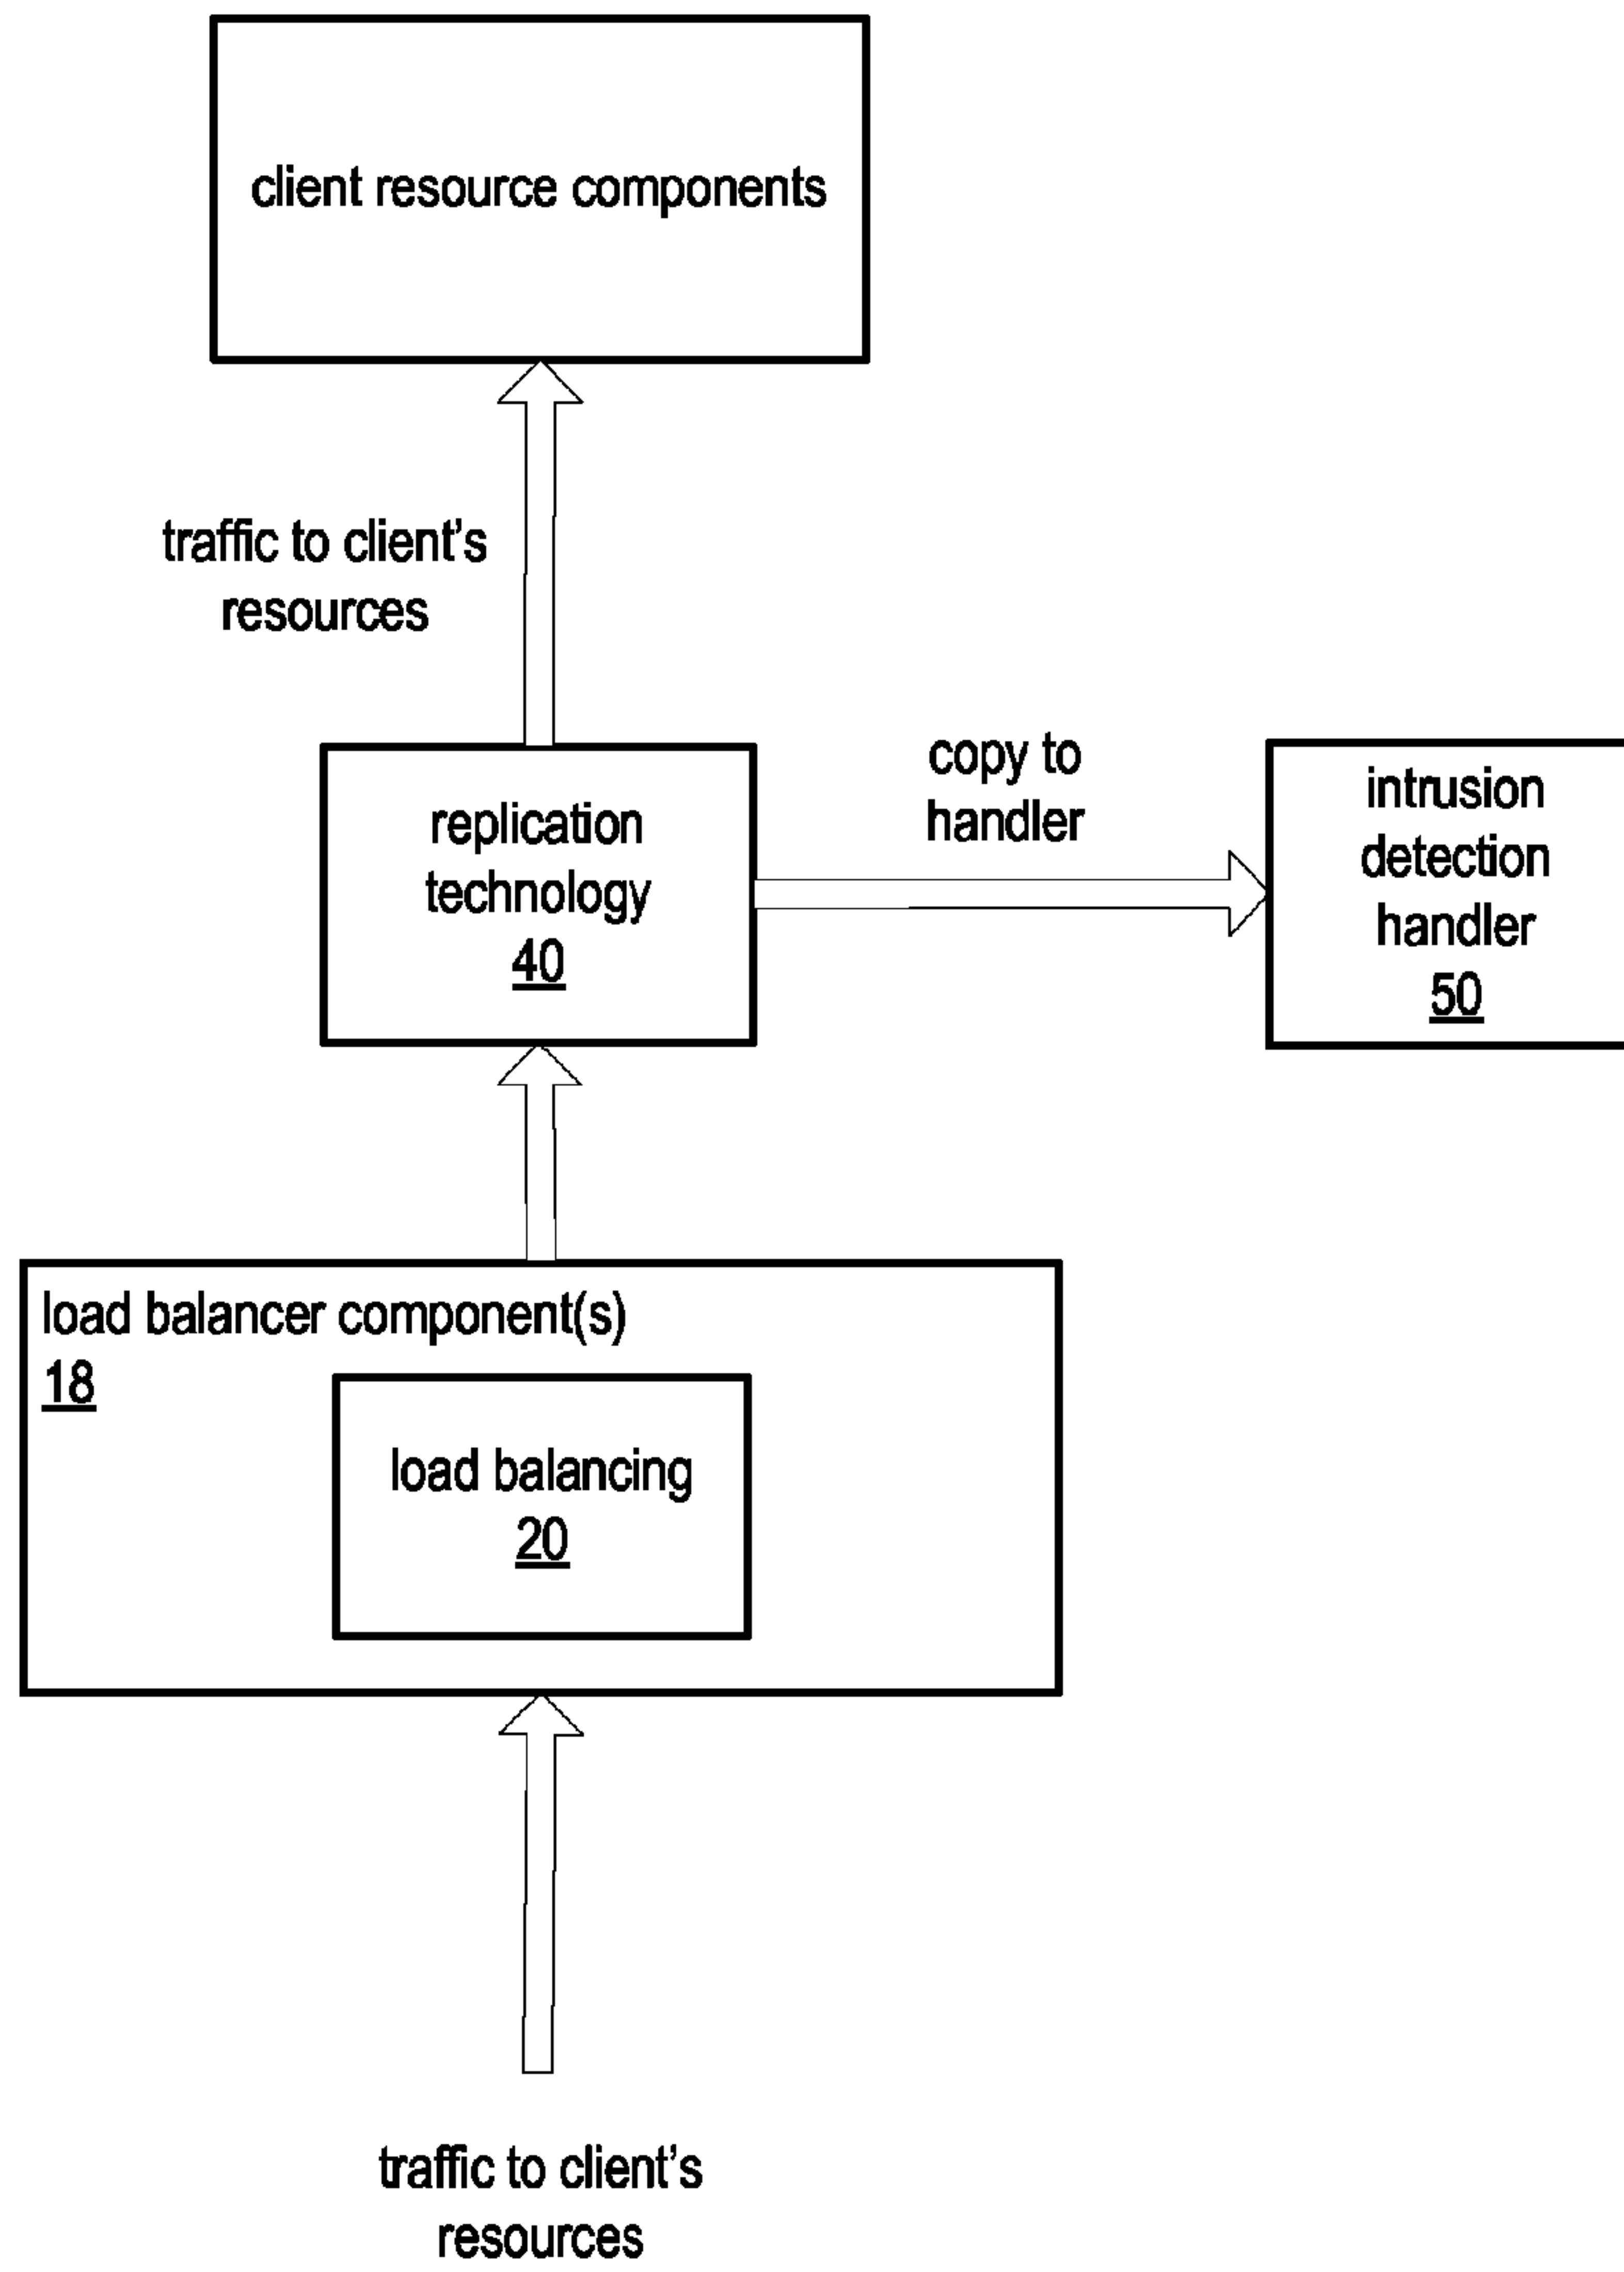 client resource components
traffic to client's
resources
copy to
handler
replication
technology
40
intrusion
detection
handler
50
load balancer component(s)
18
load balancing
20
traffic to client's
resources